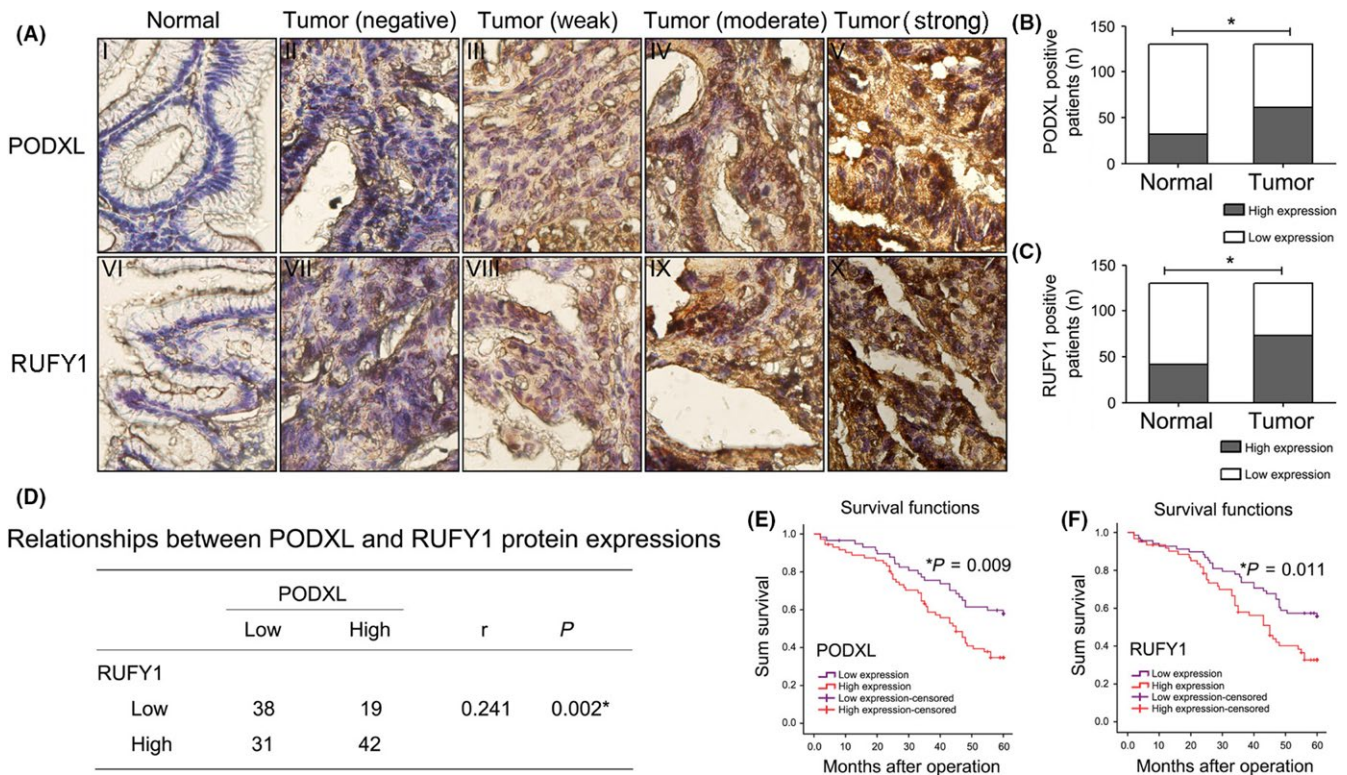 (A)
Normal
Tumor (negative)
Tumor (weak)
Tumor (moderate)
Tumor (strong)
PODXL
I
II
III
IV
V
RUFY1
VI
VII
VIII
IX
X
(B)
PODXL positive
patients (n)
150
100
50
0
*
Normal
Tumor
High expression
Low expression
(C)
RUFY1 positive
patients (n)
150
100
50
0
*
Normal
Tumor
High expression
Low expression
(D)
Relationships between PODXL and RUFY1 protein expressions
PODXL
Low High r P
RUFY1
Low 38 19 0.241 0.002*
High 31 42
(E)
Survival functions
Sum survival
1.0
0.8
0.6
0.4
0.2
0.0
*P = 0.009
PODXL
Low expression
High expression
Low expression-censored
High expression-censored
0.0 10 20 30 40 50 60
Months after operation
(F)
Survival functions
Sum survival
1.0
0.8
0.6
0.4
0.2
0.0
*P = 0.011
RUFY1
Low expression
High expression
Low expression-censored
High expression-censored
0.0 10 20 30 40 50 60
Months after operation